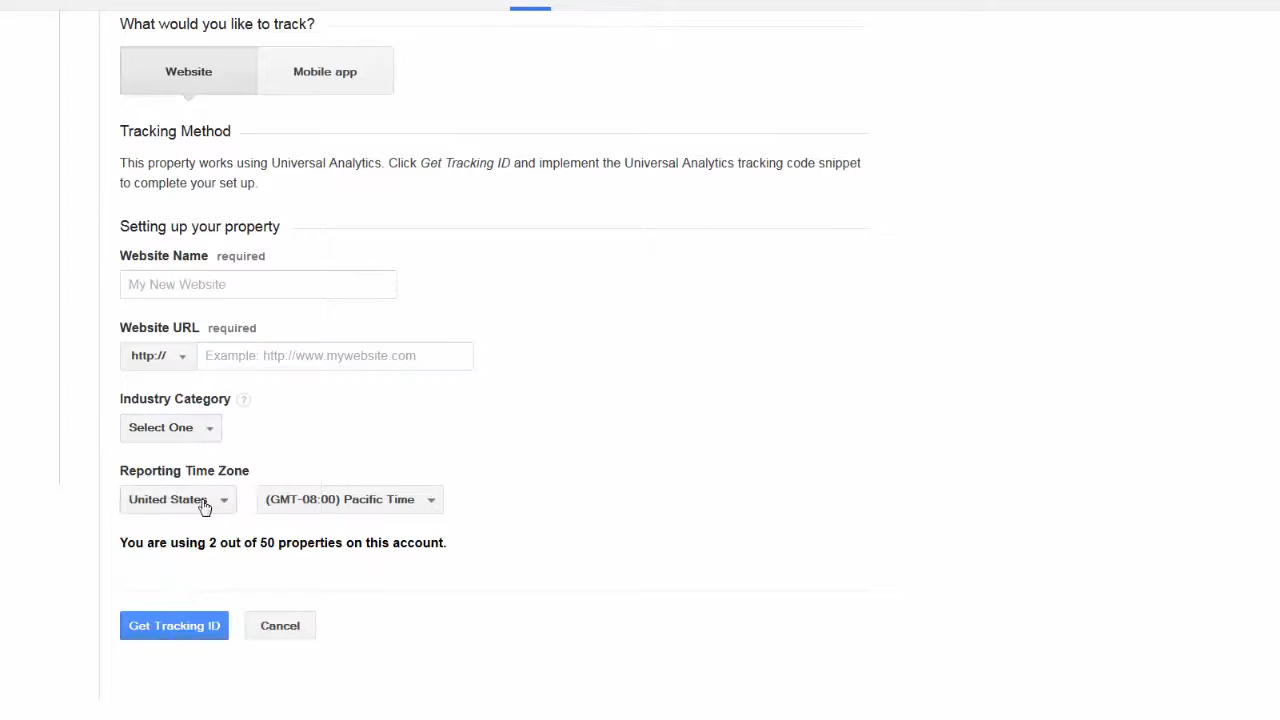 What would you like to track?
Website
Mobile app
Tracking Method
This property works using Universal Analytics. Click Get Tracking ID and implement the Universal Analytics tracking code snippet
to complete your set up.
Setting up your property
Website Name required
My New Website
Website URL required
http:// Example: http://www.mywebsite.com
Industry Category ?
Select One
Reporting Time Zone
United States (GMT-08:00) Pacific Time
You are using 2 out of 50 properties on this account.
Get Tracking ID Cancel